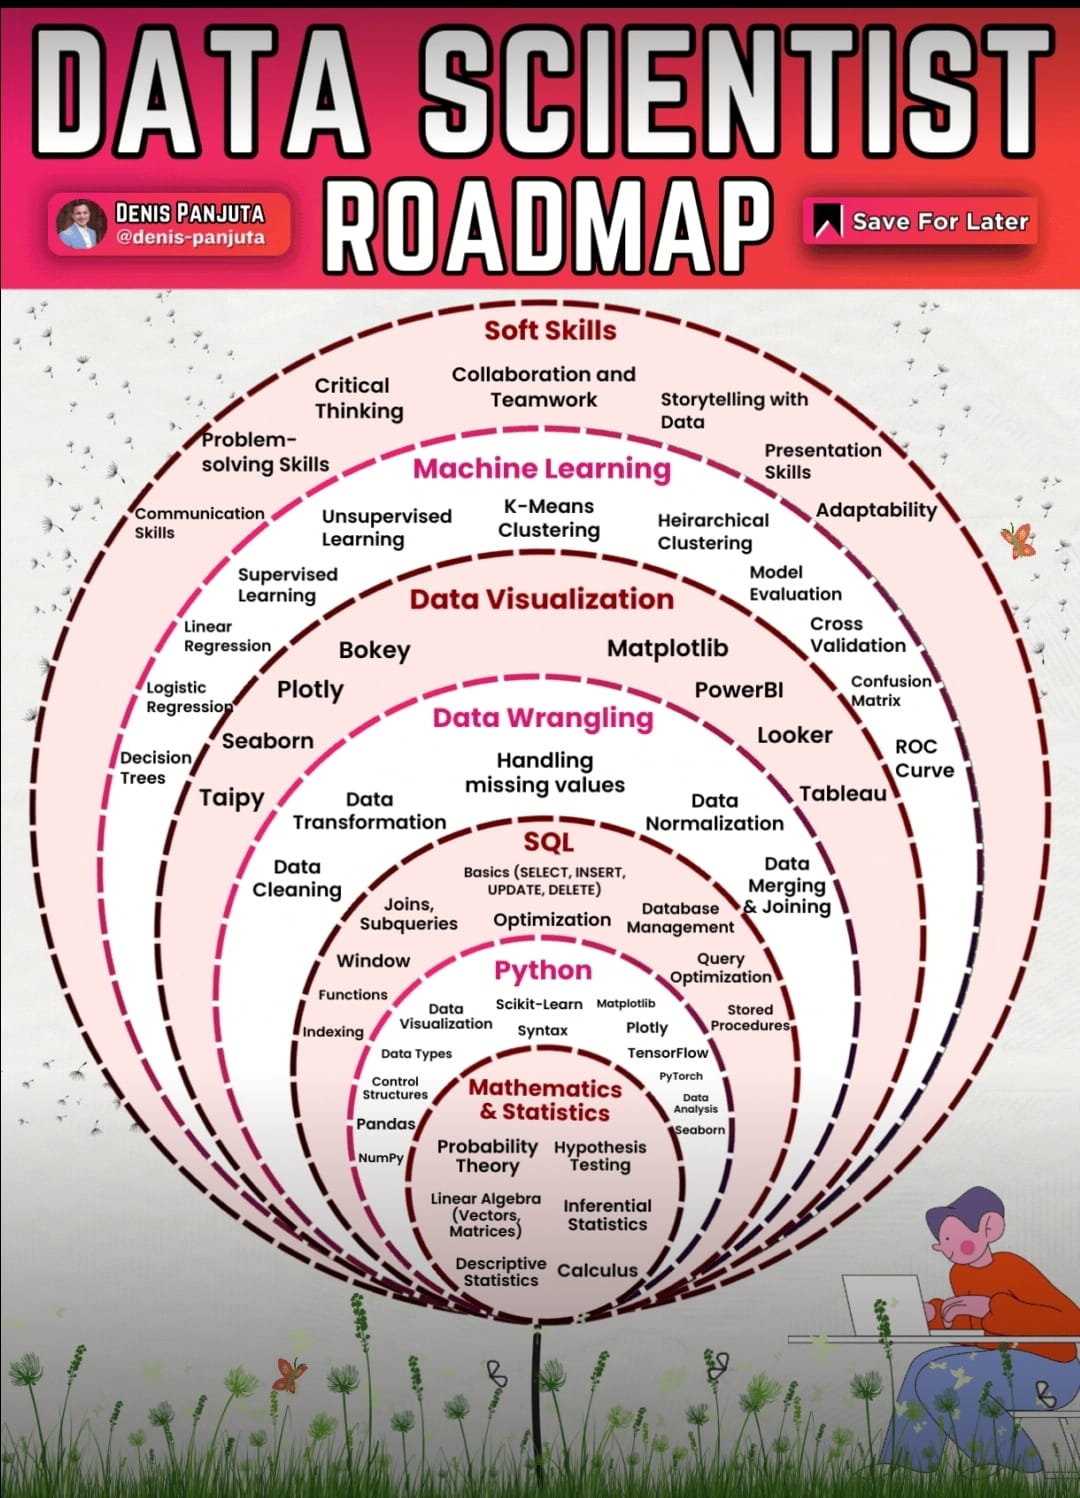 DATA SCIENTIST
ROADMAP
DENIS PANJUTA
@denis-panjuta
Save For Later
Soft Skills
Critical
Thinking
Collaboration and
Teamwork
Storytelling with
Data
Problem-
solving Skills
Presentation
Skills
Communication
Skills
Adaptability
Machine Learning
Unsupervised
Learning
K-Means
Clustering
Heirarchical
Clustering
Supervised
Learning
Model
Evaluation
Linear
Regression
Cross
Validation
Logistic
Regression
Confusion
Matrix
Decision
Trees
ROC
Curve
Data Visualization
Bokey
Matplotlib
Plotly
PowerBI
Seaborn
Looker
Taipy
Tableau
Data Wrangling
Handling
missing values
Data
Transformation
Data
Normalization
Data
Cleaning
Data
Merging
& Joining
SQL
Basics (SELECT, INSERT,
UPDATE, DELETE)
Joins,
Subqueries
Optimization
Database
Management
Window
Query
Optimization
Functions
Stored
Procedures
Indexing
Python
Data
Visualization
Scikit-Learn
Matplotlib
Syntax
Plotly
Data Types
TensorFlow
Control
Structures
PyTorch
Data
Analysis
Pandas
Seaborn
NumPy
Mathematics
& Statistics
Probability
Theory
Hypothesis
Testing
Linear Algebra
(Vectors,
Matrices)
Inferential
Statistics
Descriptive
Statistics
Calculus